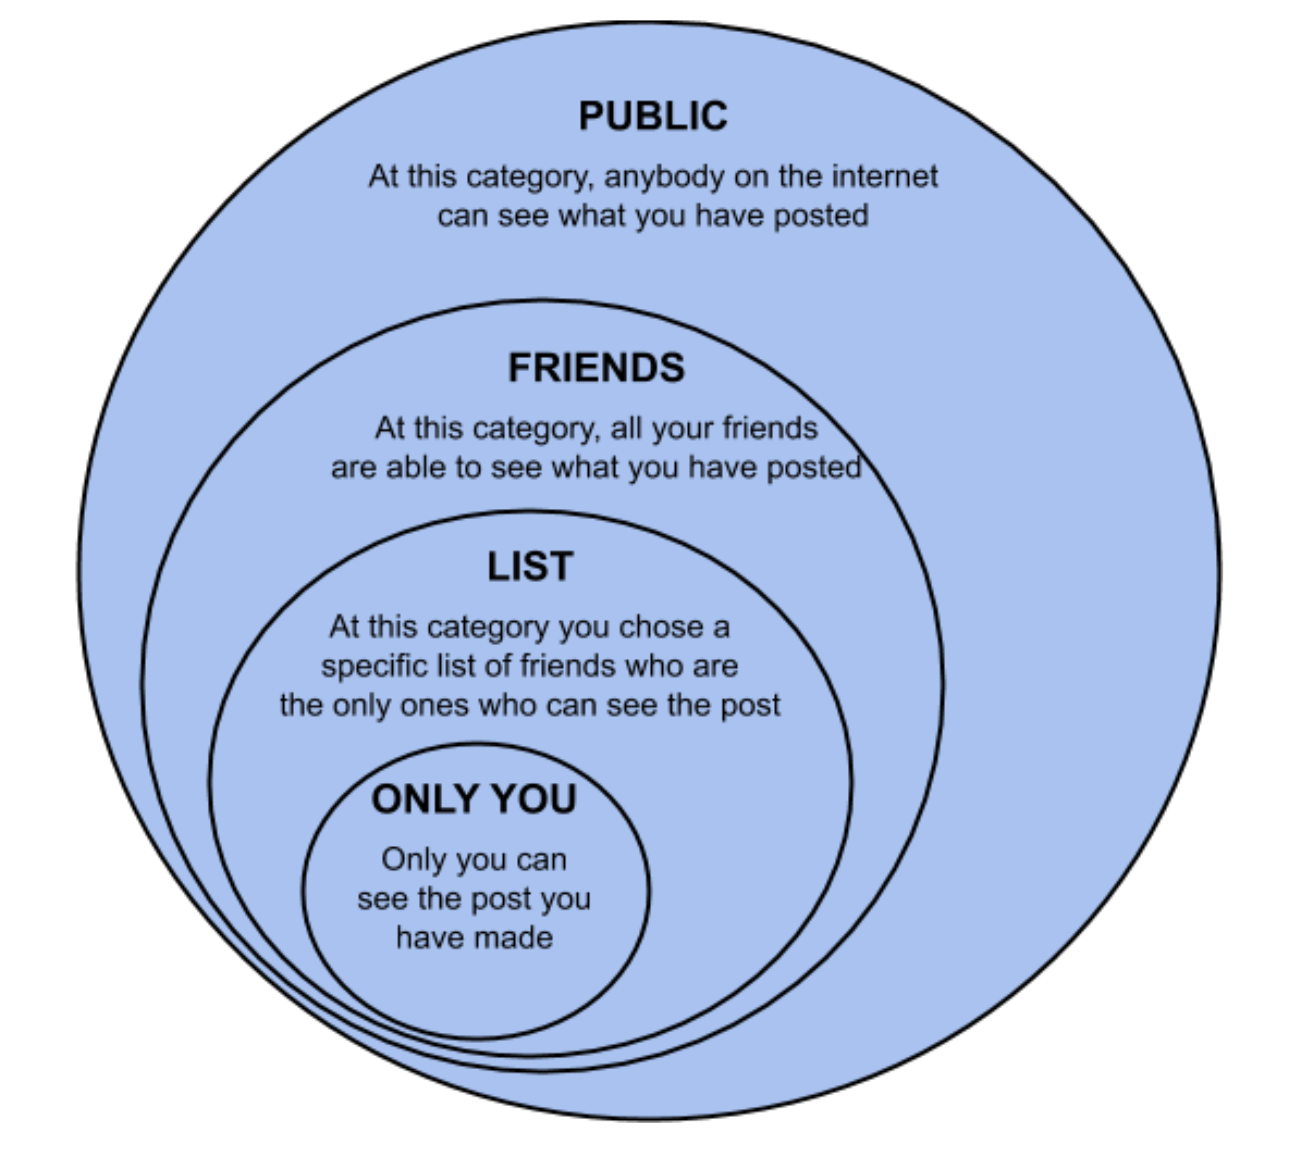 PUBLIC
At this category, anybody on the internet
can see what you have posted
FRIENDS
At this category, all your friends
are able to see what you have posted
LIST
At this category you chose a
specific list of friends who are
the only ones who can see the post
ONLY YOU
Only you can
see the post you
have made